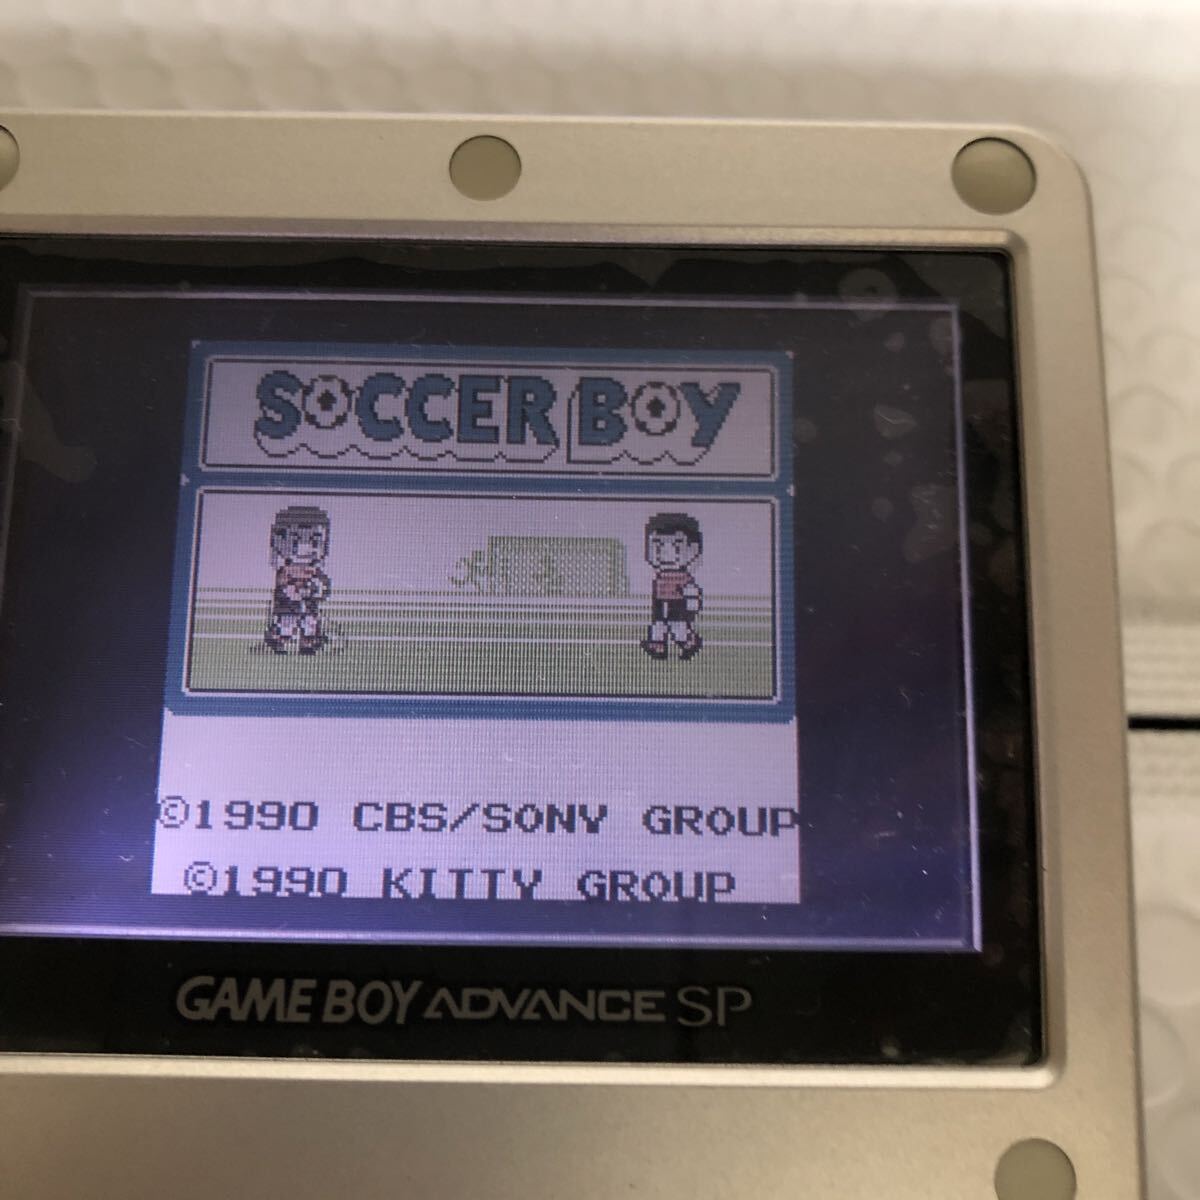 SOCCER BOY
©1990 CBS/SONY GROUP
©1990 KITTY GROUP
GAME BOY ADVANCE SP